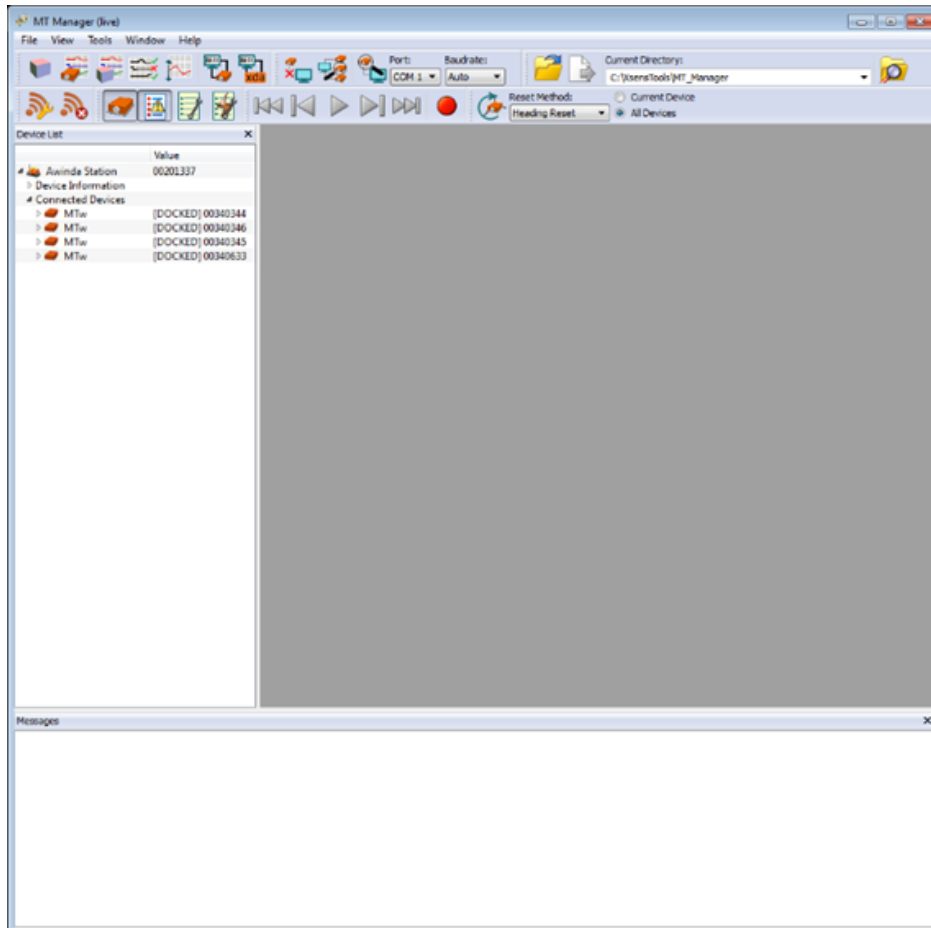 MT Manager (live)
File View Tools Window Help
Port: Baudrate: Current Directory:
COM 1 Auto C:\XsensTools\MT_Manager
xda
Reset Method: Current Device
Heading Reset All Devices
Device List
Value
Awinda Station 00201337
Device Information
Connected Devices
MTw [DOCKED] 00340344
MTw [DOCKED] 00340346
MTw [DOCKED] 00340345
MTw [DOCKED] 00340633
Messages